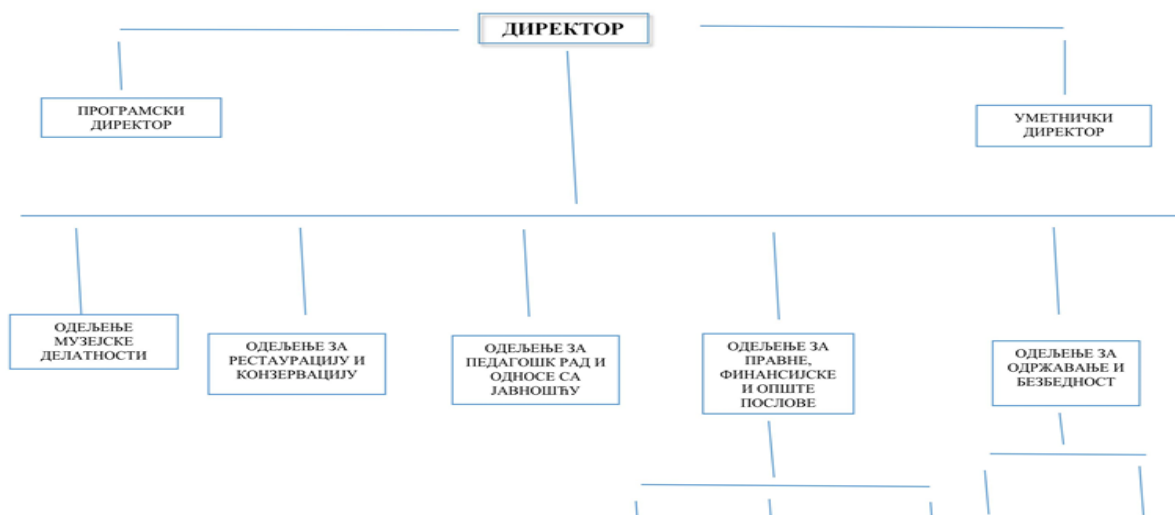 ДИРЕКТОР
ПРОГРАМСКИ
ДИРЕКТОР
УМЕТНИЧКИ
ДИРЕКТОР
ОДЕЉЕЊЕ
МУЗЕЈСКЕ
ДЕЛАТНОСТИ
ОДЕЉЕЊЕ ЗА
РЕСТАУРАЦИЈУ И
КОНЗЕРВАЦИЈУ
ОДЕЉЕЊЕ ЗА
ПЕДАГОШК РАД И
ОДНОСЕ СА
ЈАВНОШЋУ
ОДЕЉЕЊЕ ЗА
ПРАВНЕ,
ФИНАНСИЈСКЕ
И ОПШТЕ
ПОСЛОВЕ
ОДЕЉЕЊЕ ЗА
ОДРЖАВАЊЕ И
БЕЗБЕДНОСТ